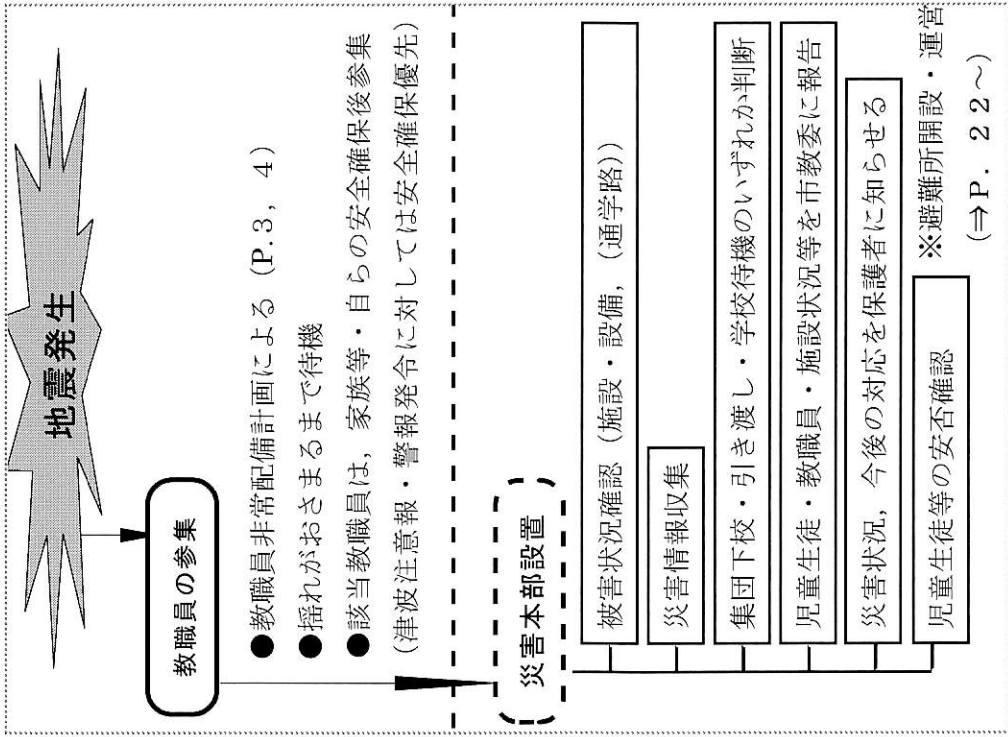 地震発生
教職員の参集
●教職員非常配備計画による（P.3，4）
●揺れがおさまるまで待機
●該当教職員は，家族等・自らの安全確保後参集
（津波注意報・警報発令に対しては安全確保優先）
災害本部設置
被害状況確認（施設・設備，（通学路））
災害情報収集
集団下校・引き渡し・学校待機のいずれか判断
児童生徒・教職員・施設状況等を市教委に報告
災害状況，今後の対応を保護者に知らせる
児童生徒等の安否確認
※避難所開設・運営
（⇒P．22～）